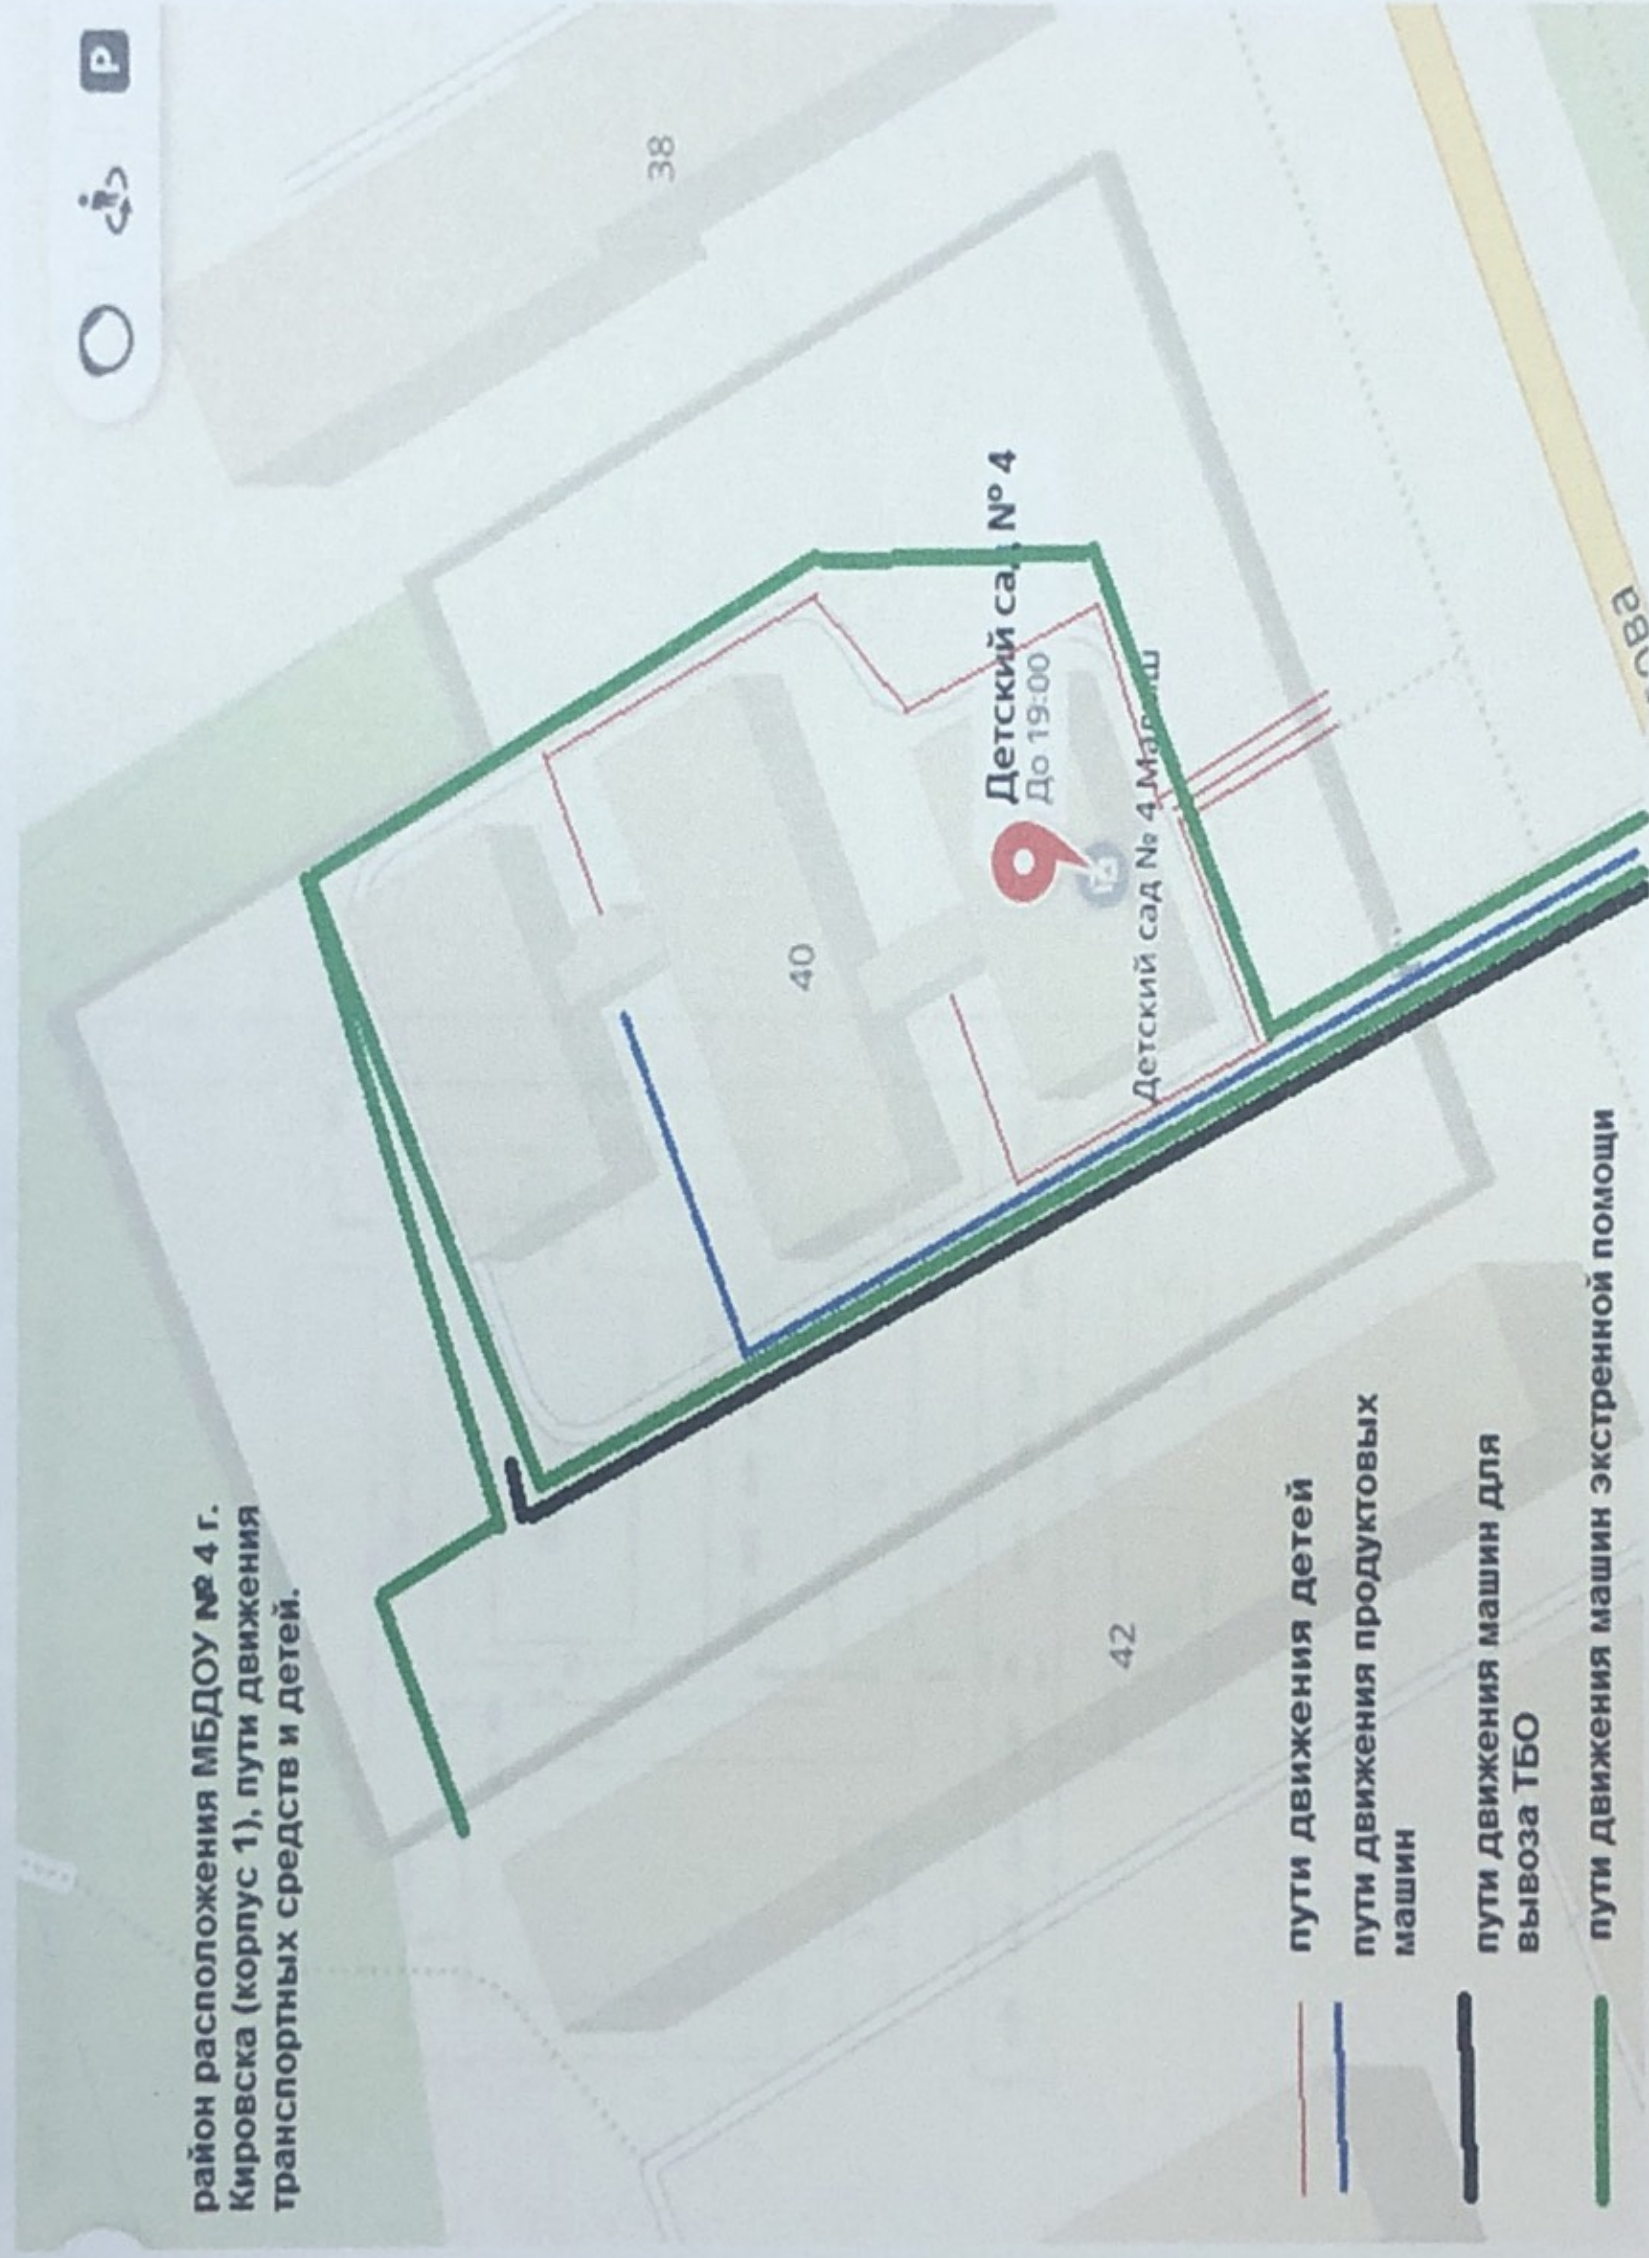 район расположения МБДОУ № 4 г.
Кировска (корпус 1), пути движения
транспортных средств и детей.
P
38
40
Детский сад № 4
До 19:00
Детский сад № 4 Малыш
42
пути движения детей
пути движения продуктовых
машин
пути движения машин для
вывоза ТБО
пути движения машин экстренной помощи